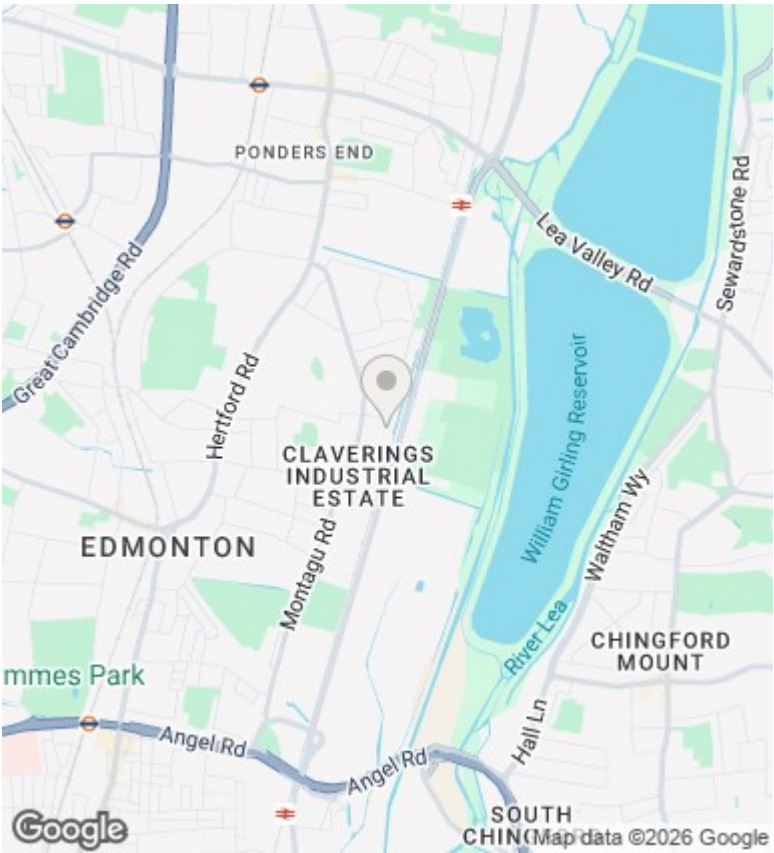 PONDERS END
Lea Valley Rd
Sewardstone Rd
Great Cambridge Rd
Hertford Rd
William Girling Reservoir
CLAVERINGS
INDUSTRIAL
ESTATE
Waltham Wy
EDMONTON
Montagu Rd
River Lea
CHINGFORD
MOUNT
mmes Park
Hall Ln
Angel Rd
Angel Rd
SOUTH
Google
Map data ©2026 Google